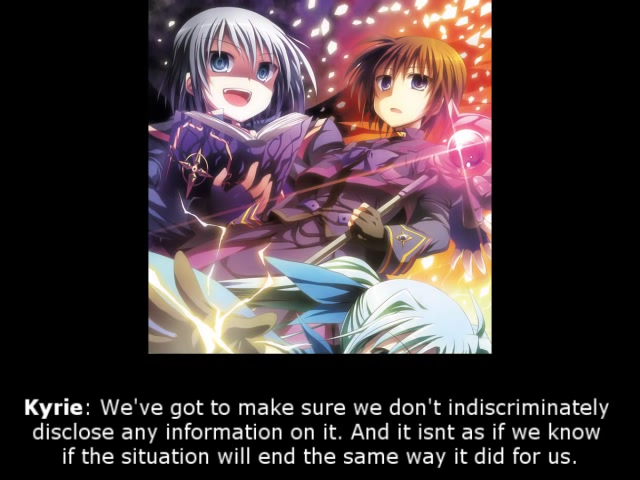 Kyrie: We've got to make sure we don't indiscriminately
disclose any information on it. And it isnt as if we know
if the situation will end the same way it did for us.